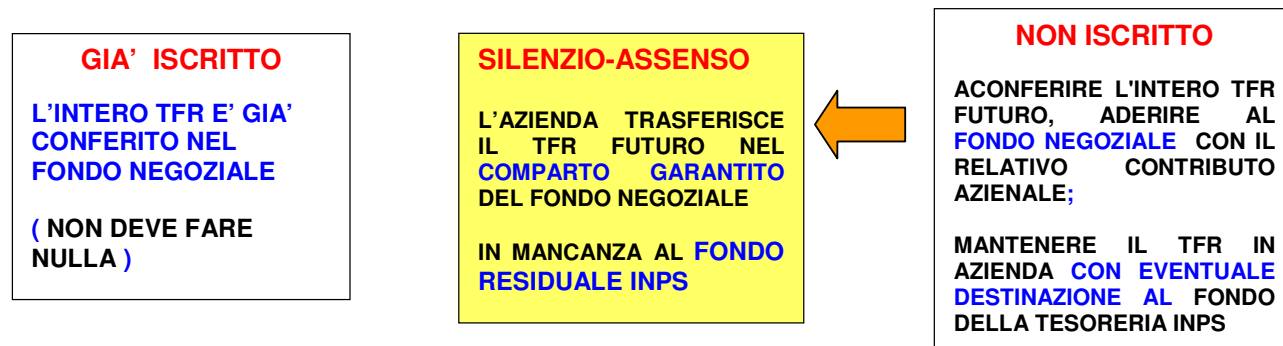 GIA' ISCRITTO
L'INTERO TFR E' GIA'
CONFERITO NEL
FONDO NEGOZIALE
( NON DEVE FARE
NULLA )
SILENZIO-ASSENSO
L'AZIENDA TRASFERISCE
IL TFR FUTURO NEL
COMPARTO GARANTITO
DEL FONDO NEGOZIALE
IN MANCANZA AL FONDO
RESIDUALE INPS
NON ISCRITTO
ACONFERIRE L'INTERO TFR
FUTURO, ADERIRE AL
FONDO NEGOZIALE CON IL
RELATIVO CONTRIBUTO
AZIENALE;
MANTENERE IL TFR IN
AZIENDA CON EVENTUALE
DESTINAZIONE AL FONDO
DELLA TESORERIA INPS